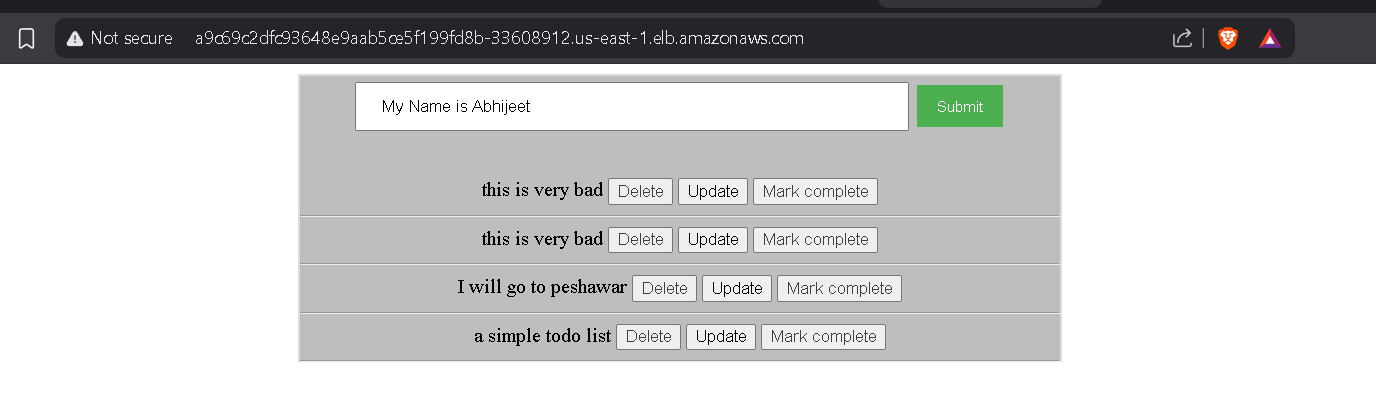 Not secure a9c69c2dfc93648e9aab5ce5f199fd8b-33608912.us-east-1.elb.amazonaws.com
My Name is Abhijeet Submit
this is very bad Delete Update Mark complete
this is very bad Delete Update Mark complete
I will go to peshawar Delete Update Mark complete
a simple todo list Delete Update Mark complete